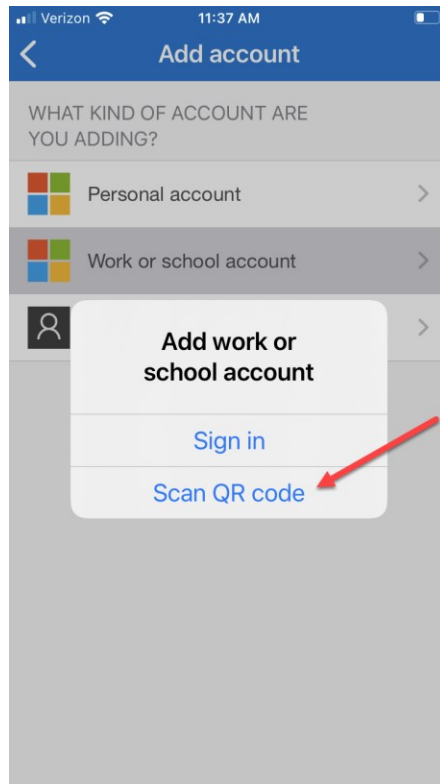 Verizon 11:37 AM
Add account
WHAT KIND OF ACCOUNT ARE
YOU ADDING?
Personal account
Work or school account
Add work or
school account
Sign in
Scan QR code